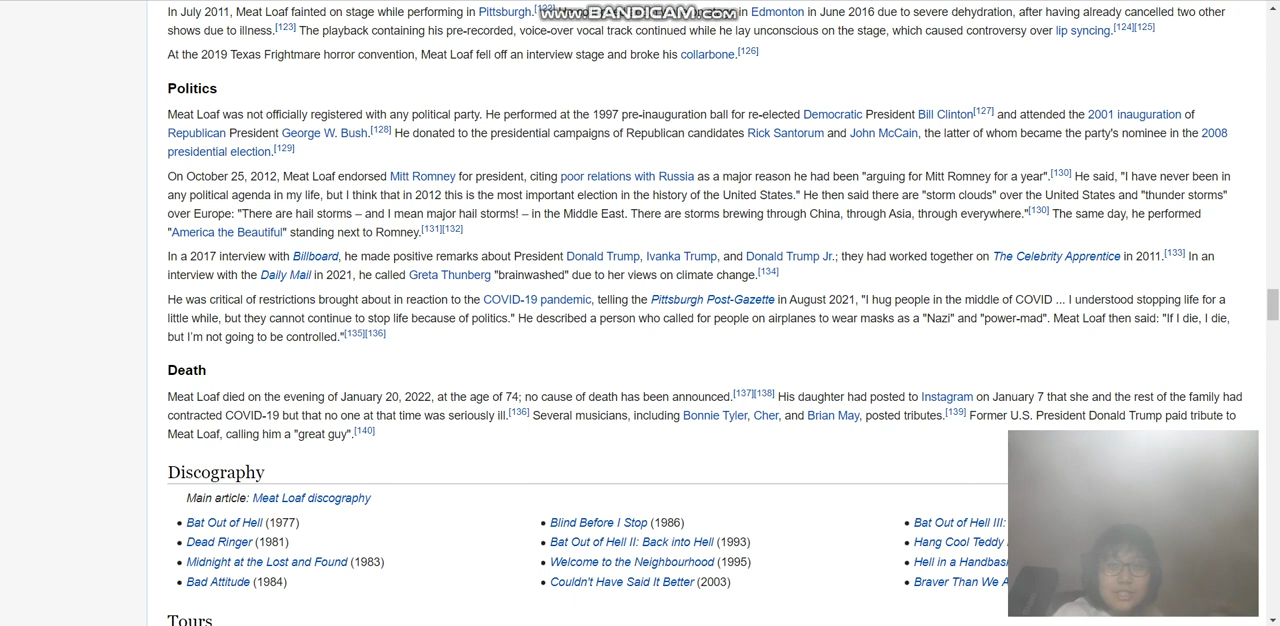 In July 2011, Meat Loaf fainted on stage while performing in Pittsburgh. in Edmonton in June 2016 due to severe dehydration, after having already cancelled two other
www.BANDICAM.com
shows due to illness.[123] The playback containing his pre-recorded, voice-over vocal track continued while he lay unconscious on the stage, which caused controversy over lip syncing.[124][125]
At the 2019 Texas Frightmare horror convention, Meat Loaf fell off an interview stage and broke his collarbone.[126]
Politics
Meat Loaf was not officially registered with any political party. He performed at the 1997 pre-inauguration ball for re-elected Democratic President Bill Clinton[127] and attended the 2001 inauguration of
Republican President George W. Bush.[128] He donated to the presidential campaigns of Republican candidates Rick Santorum and John McCain, the latter of whom became the party's nominee in the 2008
presidential election.[129]
On October 25, 2012, Meat Loaf endorsed Mitt Romney for president, citing poor relations with Russia as a major reason he had been "arguing for Mitt Romney for a year".[130] He said, "I have never been in
any political agenda in my life, but I think that in 2012 this is the most important election in the history of the United States." He then said there are "storm clouds" over the United States and "thunder storms"
over Europe: "There are hail storms – and I mean major hail storms! – in the Middle East. There are storms brewing through China, through Asia, through everywhere."[130] The same day, he performed
"America the Beautiful" standing next to Romney.[131][132]
In a 2017 interview with Billboard, he made positive remarks about President Donald Trump, Ivanka Trump, and Donald Trump Jr.; they had worked together on The Celebrity Apprentice in 2011.[133] In an
interview with the Daily Mail in 2021, he called Greta Thunberg "brainwashed" due to her views on climate change.[134]
He was critical of restrictions brought about in reaction to the COVID-19 pandemic, telling the Pittsburgh Post-Gazette in August 2021, "I hug people in the middle of COVID ... I understood stopping life for a
little while, but they cannot continue to stop life because of politics." He described a person who called for people on airplanes to wear masks as a "Nazi" and "power-mad". Meat Loaf then said: "If I die, I die,
but I'm not going to be controlled."[135][136]
Death
Meat Loaf died on the evening of January 20, 2022, at the age of 74; no cause of death has been announced.[137][138] His daughter had posted to Instagram on January 7 that she and the rest of the family had
contracted COVID-19 but that no one at that time was seriously ill.[136] Several musicians, including Bonnie Tyler, Cher, and Brian May, posted tributes.[139] Former U.S. President Donald Trump paid tribute to
Meat Loaf, calling him a "great guy".[140]
Discography
Main article: Meat Loaf discography
• Bat Out of Hell (1977)
• Dead Ringer (1981)
• Midnight at the Lost and Found (1983)
• Bad Attitude (1984)
• Blind Before I Stop (1986)
• Bat Out of Hell II: Back into Hell (1993)
• Welcome to the Neighbourhood (1995)
• Couldn't Have Said It Better (2003)
• Bat Out of Hell III:
• Hang Cool Teddy
• Hell in a
• Braver Than We
Tours